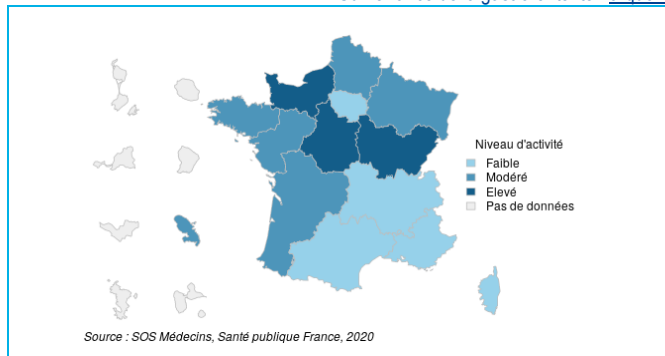 Niveau d'activité
Faible
Modéré
Elevé
Pas de données
Source : SOS Médecins, Santé publique France, 2020